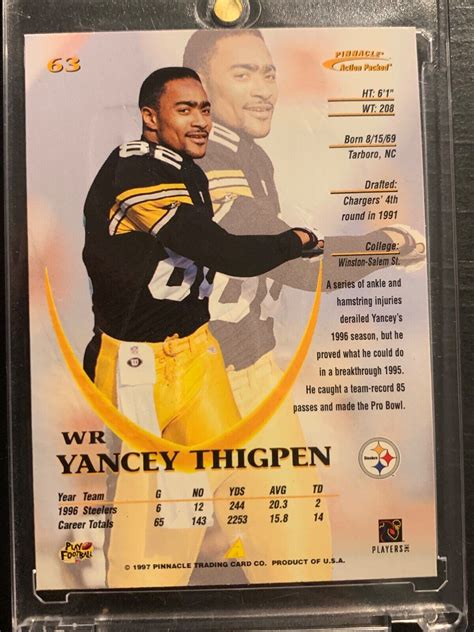 63
PINNACLE
Action Packed
HT: 6'1"
WT: 208
Born 8/15/69
Tarboro, NC
Drafted:
Chargers' 4th
round in 1991
College:
Winston-Salem St.
A series of ankle and
hamstring injuries
derailed Yancey's
1996 season, but he
proved what he could do
in a breakthrough 1995.
He caught a team-record 85
passes and made the Pro Bowl.
82
WR
YANCEY THIGPEN
Steelers
Year Team G NO YDS AVG TD
1996 Steelers 6 12 244 20.3 2
Career Totals 65 143 2253 15.8 14
PLAY
FOOTBALL
PLAYERS INC
© 1997 PINNACLE TRADING CARD CO. PRODUCT OF U.S.A.